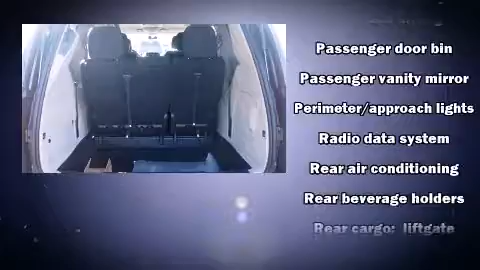 Passenger door bin
Passenger vanity mirror
Perimeter/approach lights
Radio data system
Rear air conditioning
Rear beverage holders
Rear cargo: liftgate